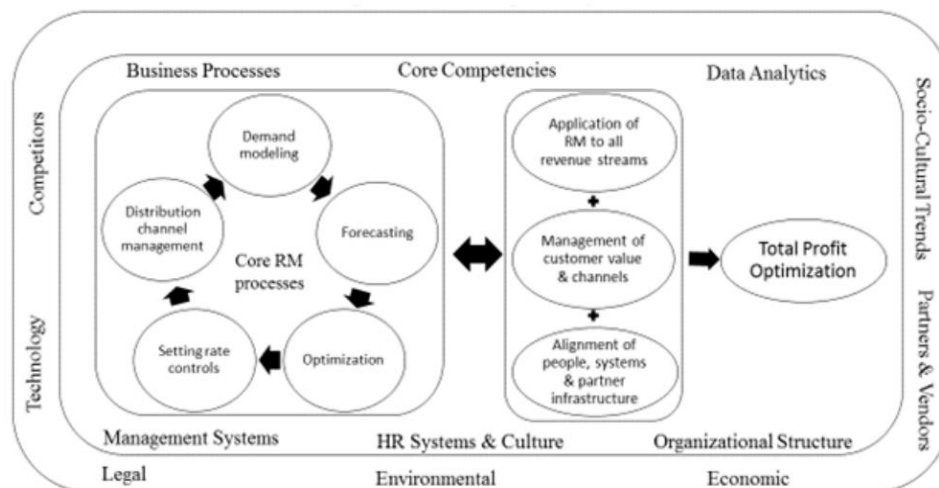 Business Processes
Core Competencies
Data Analytics
Competitors
Technology
Demand
modeling
Distribution
channel
management
Forecasting
Core RM
processes
Setting rate
controls
Optimization
Application of
RM to all
revenue streams
+
Management of
customer value
& channels
+
Alignment of
people, systems
& partner
infrastructure
Total Profit
Optimization
Socio-Cultural Trends
Partners & Vendors
Management Systems
HR Systems & Culture
Organizational Structure
Legal
Environmental
Economic